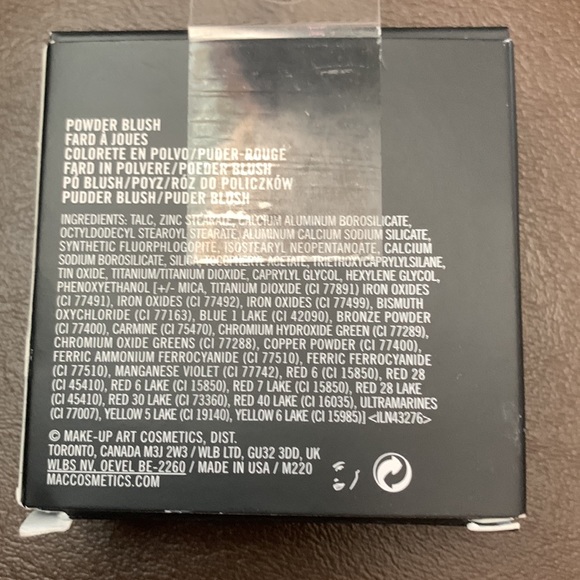 POWDER BLUSH
FARD À JOUES
COLORETE EN POLVO/PUDER-ROUGE
FARD IN POLVERE/POEDER BLUSH
PÓ BLUSH/ΡΟΥΖ/RÓŻ DO POLICZKÓW
PUDDER BLUSH/PUDER BLUSH
INGREDIENTS: TALC, ZINC STEARATE, CALCIUM ALUMINUM BOROSILICATE,
OCTYLDODECYL STEAROYL STEARATE, ALUMINUM CALCIUM SODIUM SILICATE,
SYNTHETIC FLUORPHLOGOPITE, ISOSTEARYL NEOPENTANOATE, CALCIUM
SODIUM BOROSILICATE, SILICA, TOCOPHERYL ACETATE, TRIETHOXYCAPRYLYLSILANE,
TIN OXIDE, TITANIUM/TITANIUM DIOXIDE, CAPRYLYL GLYCOL, HEXYLENE GLYCOL,
PHENOXYETHANOL [+/- MICA, TITANIUM DIOXIDE (CI 77891) IRON OXIDES
(CI 77491), IRON OXIDES (CI 77492), IRON OXIDES (CI 77499), BISMUTH
OXYCHLORIDE (CI 77163), BLUE 1 LAKE (CI 42090), BRONZE POWDER
(CI 77400), CARMINE (CI 75470), CHROMIUM HYDROXIDE GREEN (CI 77289),
CHROMIUM OXIDE GREENS (CI 77288), COPPER POWDER (CI 77400),
FERRIC AMMONIUM FERROCYANIDE (CI 77510), FERRIC FERROCYANIDE
(CI 77510), MANGANESE VIOLET (CI 77742), RED 6 (CI 15850), RED 28
(CI 45410), RED 6 LAKE (CI 15850), RED 7 LAKE (CI 15850), RED 28 LAKE
(CI 45410), RED 30 LAKE (CI 73360), RED 40 LAKE (CI 16035), ULTRAMARINES
(CI 77007), YELLOW 5 LAKE (CI 19140), YELLOW 6 LAKE (CI 15985)] <ILN43276>
© MAKE-UP ART COSMETICS, DIST.
TORONTO, CANADA M3J 2W3 / WLB LTD, GU32 3DD, UK
WLBS NV. OEVEL BE-2260 / MADE IN USA / M220
MACCOSMETICS.COM